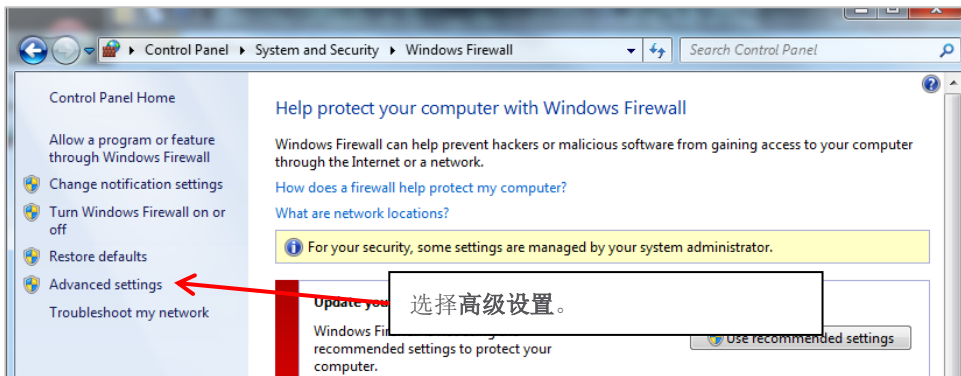 Control Panel ▸ System and Security ▸ Windows Firewall
Search Control Panel
Control Panel Home
Allow a program or feature
through Windows Firewall
Change notification settings
Turn Windows Firewall on or
off
Restore defaults
Advanced settings
Troubleshoot my network
Help protect your computer with Windows Firewall
Windows Firewall can help prevent hackers or malicious software from gaining access to your computer
through the Internet or a network.
How does a firewall help protect my computer?
What are network locations?
For your security, some settings are managed by your system administrator.
选择高级设置。
Update you
Windows Fir
recommended settings to protect your
computer.
Use recommended settings